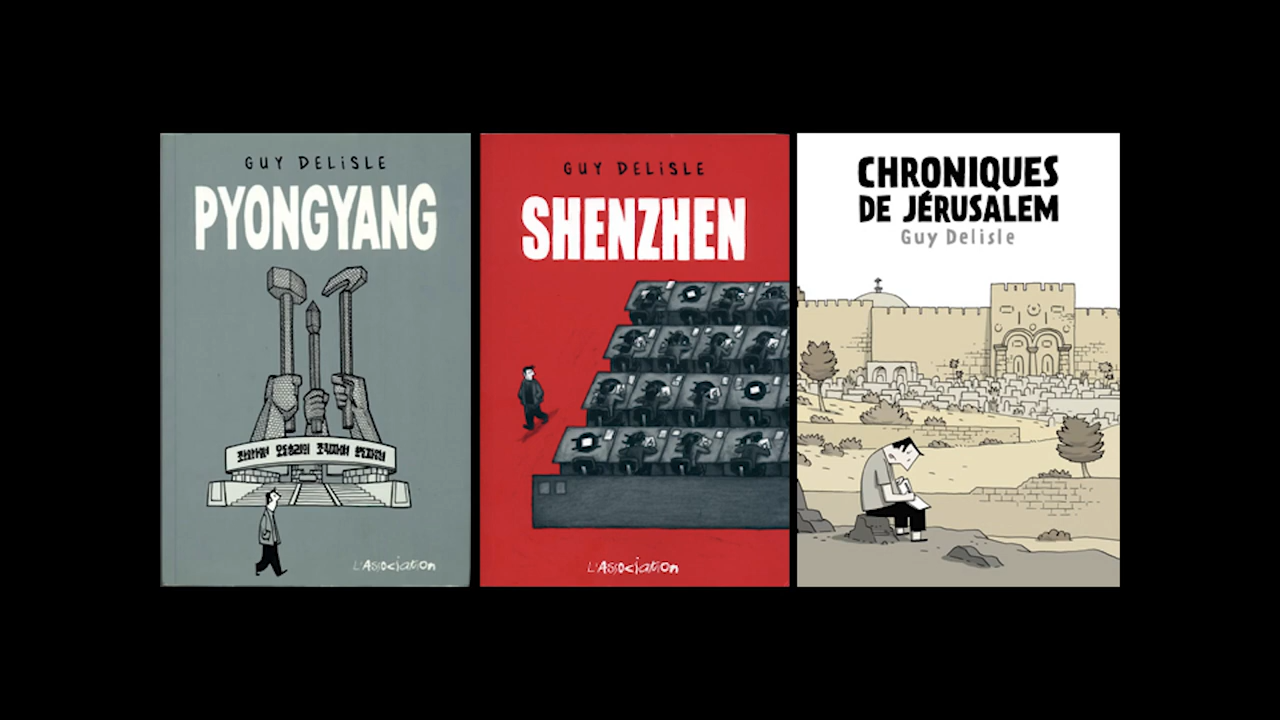 GUY DELiSLE
PYONGYANG
L'Association
GUY DELiSLE
SHENZHEN
L'Association
CHRONIQUES
DE JÉRUSALEM
Guy Delisle